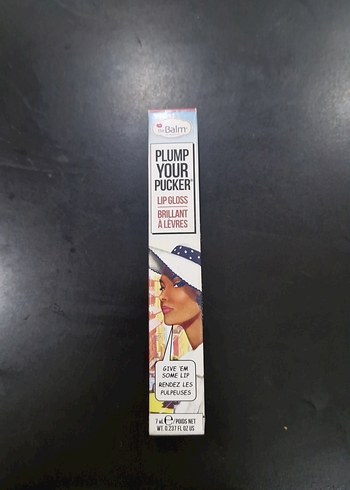 theBalm®
PLUMP
YOUR
PUCKER®
LIP GLOSS
BRILLANT
À LÈVRES
GIVE 'EM
SOME LIP
RENDEZ LES
PULPEUSES
7 mL ℮ /POIDS NET
WT. 0.237 FL OZ US